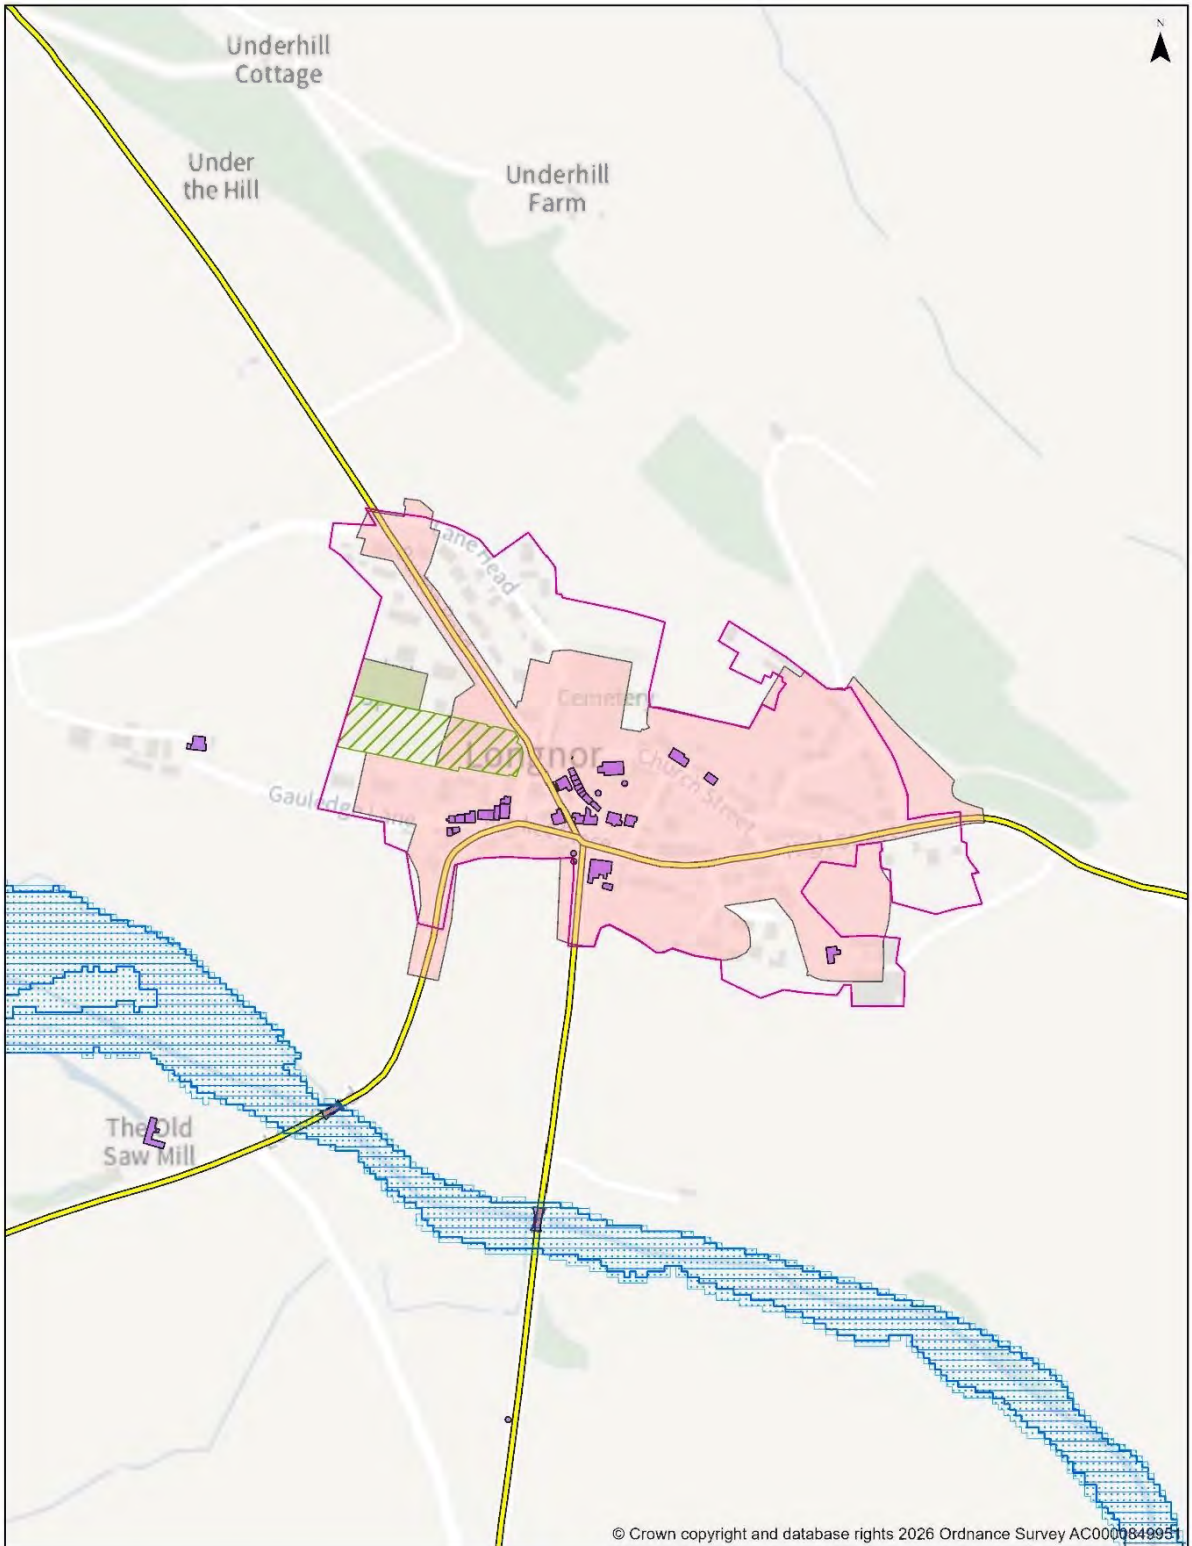 N
Underhill
Cottage
Under
the Hill
Underhill
Farm
Lane Head
Cemetery
Longnor
Church Street
Gauledge Lane
The Old
Saw Mill
© Crown copyright and database rights 2026 Ordnance Survey AC0000849951